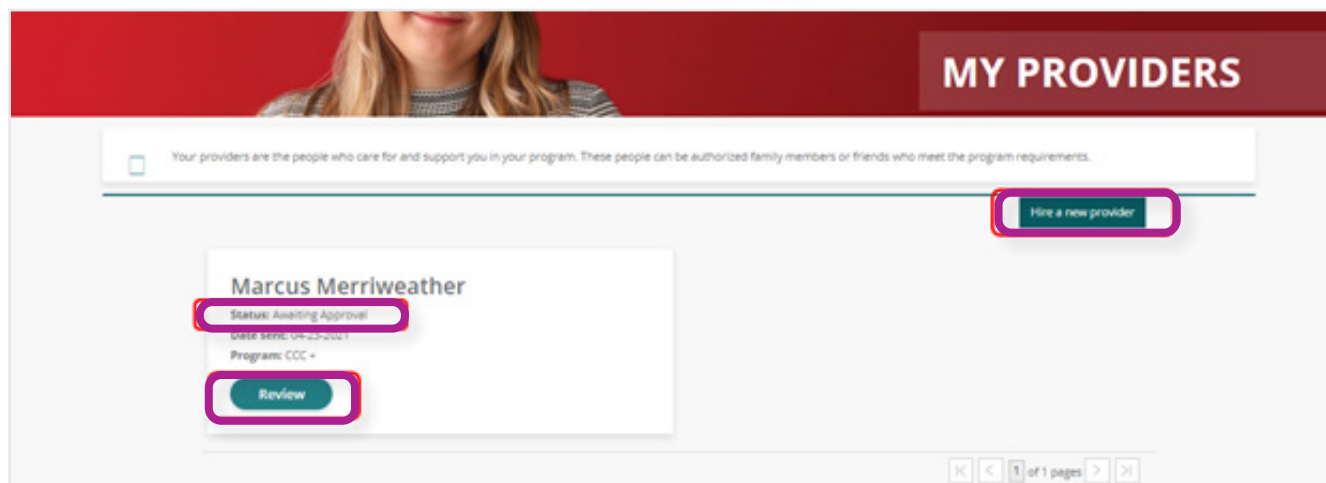 MY PROVIDERS
Your providers are the people who care for and support you in your program. These people can be authorized family members or friends who meet the program requirements.
Hire a new provider
Marcus Merriweather
Status: Awaiting Approval
Date sent: 04-23-2021
Program: CCC +
Review
1 of 1 pages